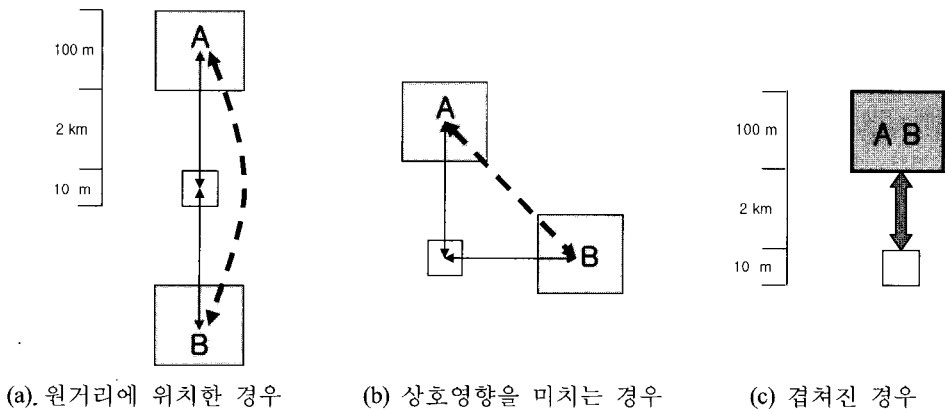 A
100 m
2 km
10 m
B
A
B
A B
100 m
2 km
10 m
(a). 원거리에 위치한 경우
(b) 상호영향을 미치는 경우
(c) 겹쳐진 경우